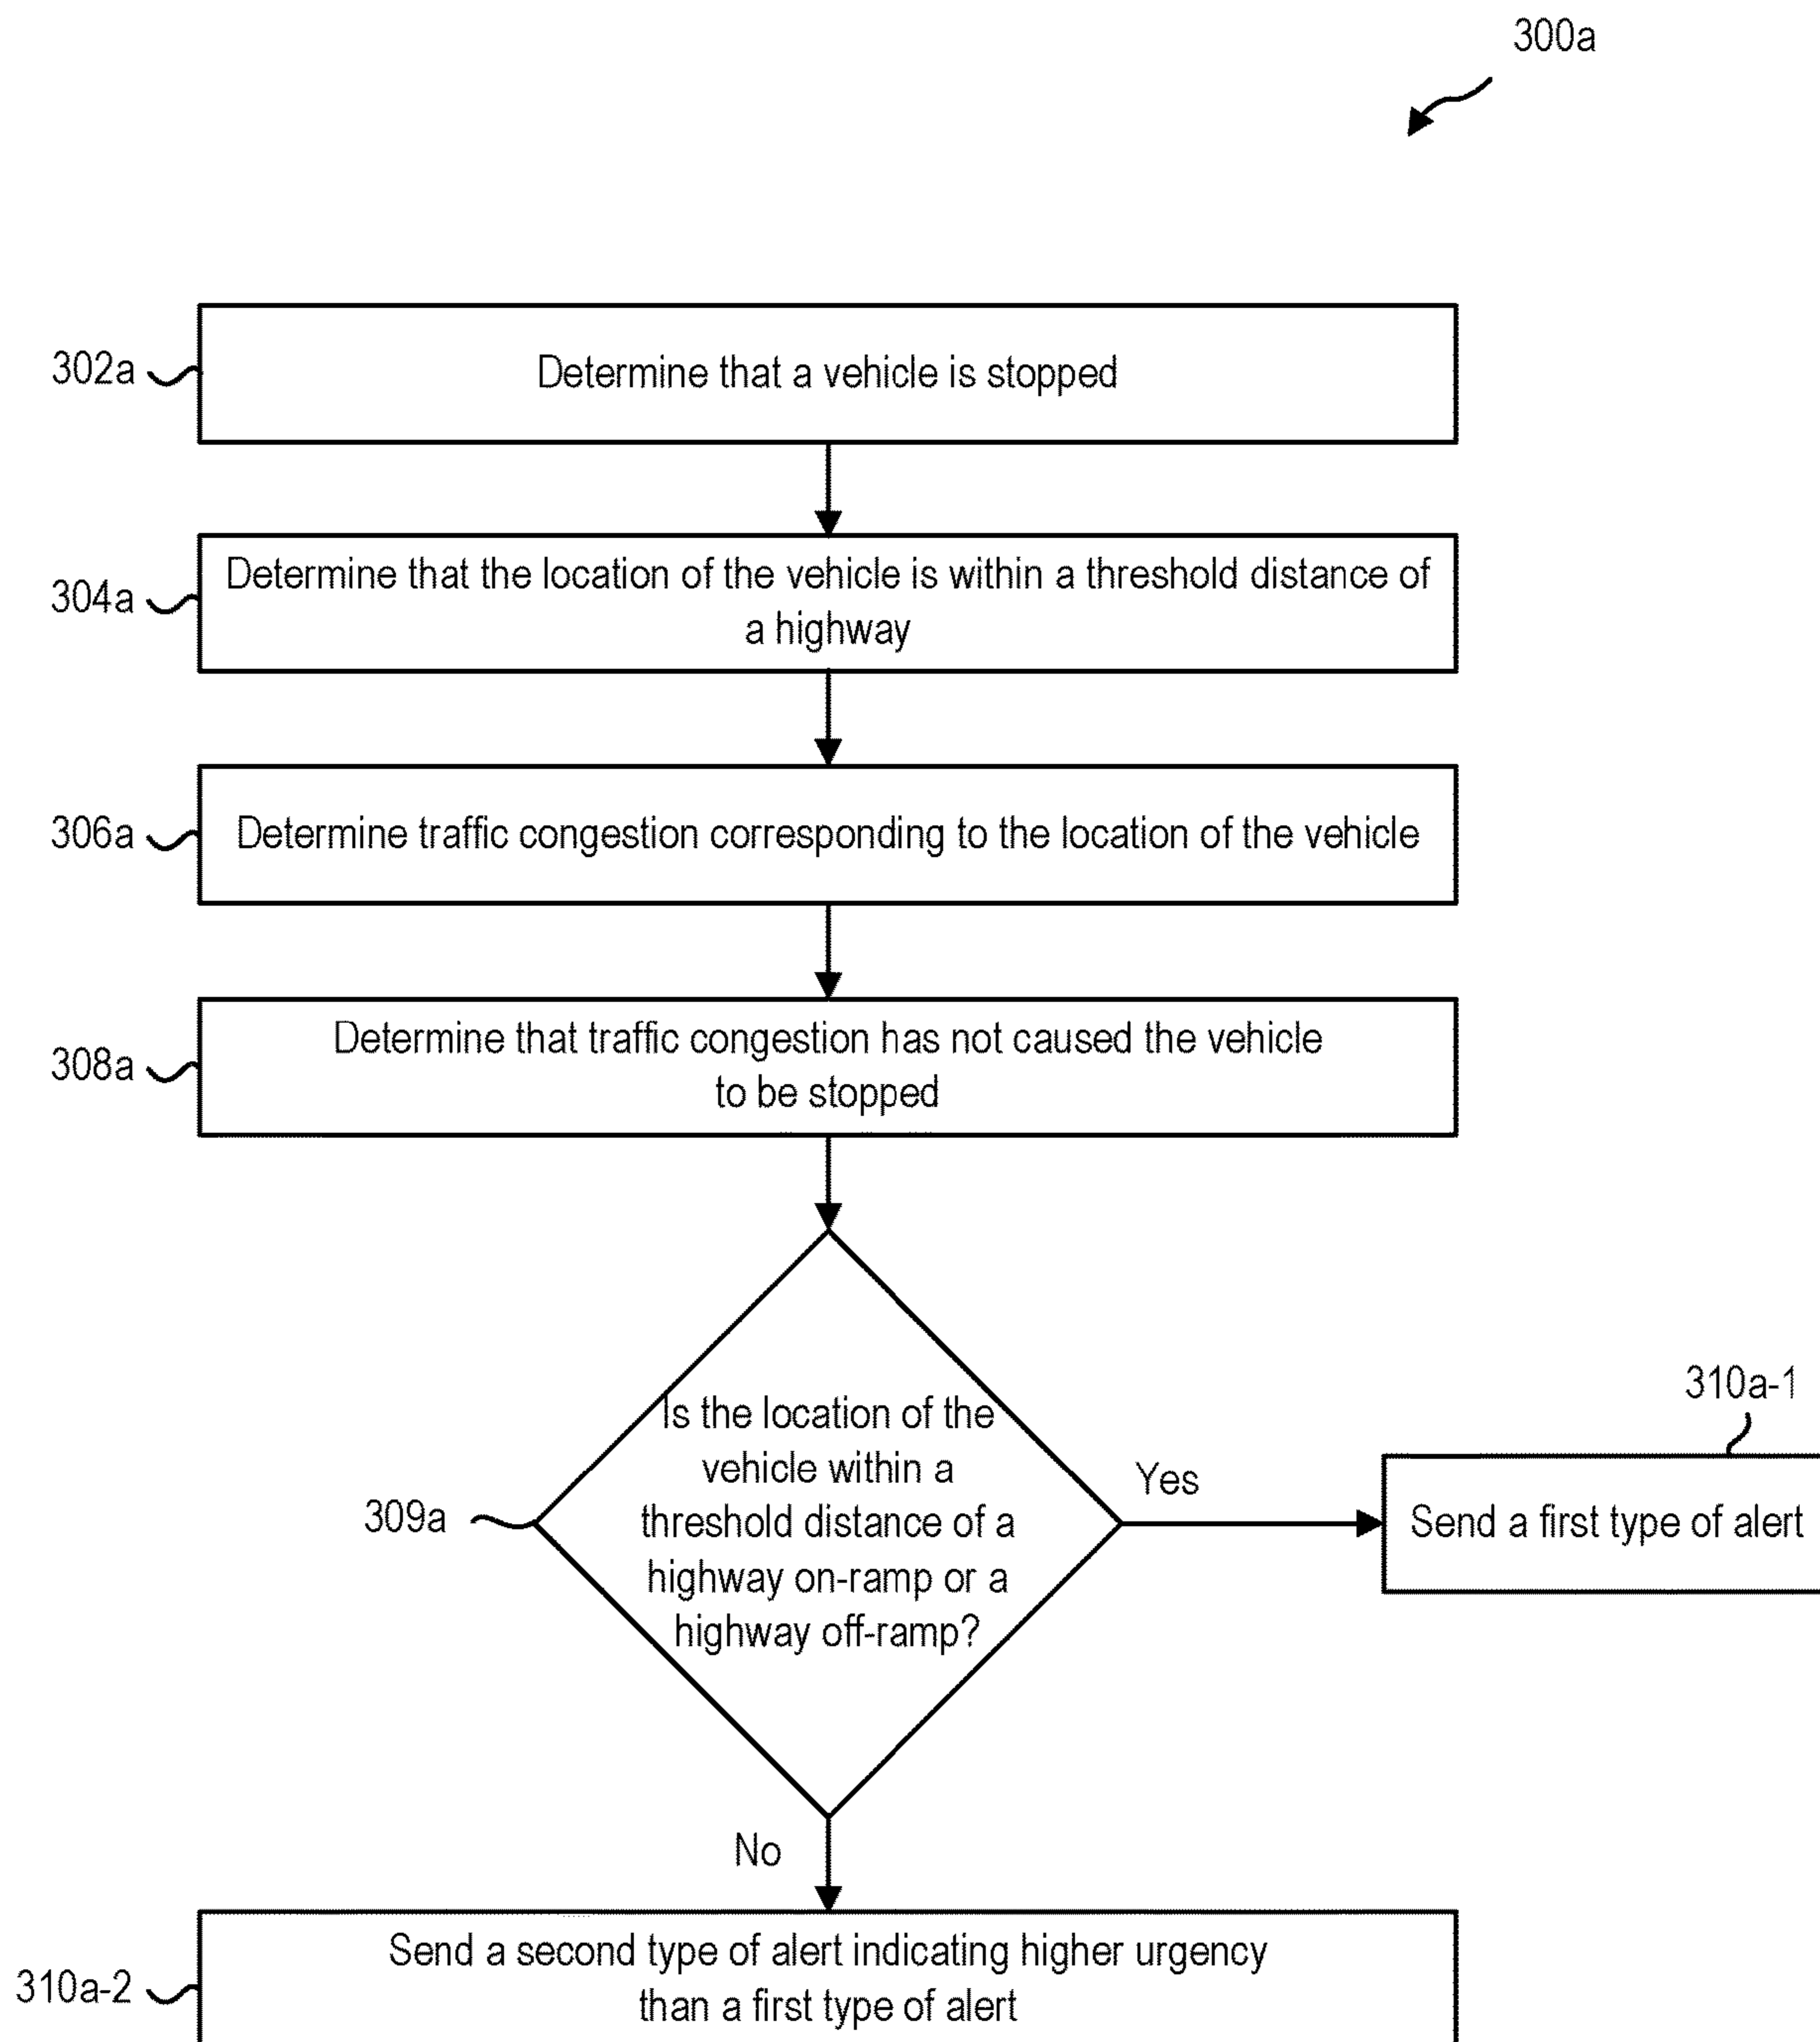 300a
302a
Determine that a vehicle is stopped
304a
Determine that the location of the vehicle is within a threshold distance of
a highway
306a
Determine traffic congestion corresponding to the location of the vehicle
308a
Determine that traffic congestion has not caused the vehicle
to be stopped
309a
Is the location of the
vehicle within a
threshold distance of a
highway on-ramp or a
highway off-ramp?
Yes
310a-1
Send a first type of alert
No
310a-2
Send a second type of alert indicating higher urgency
than a first type of alert